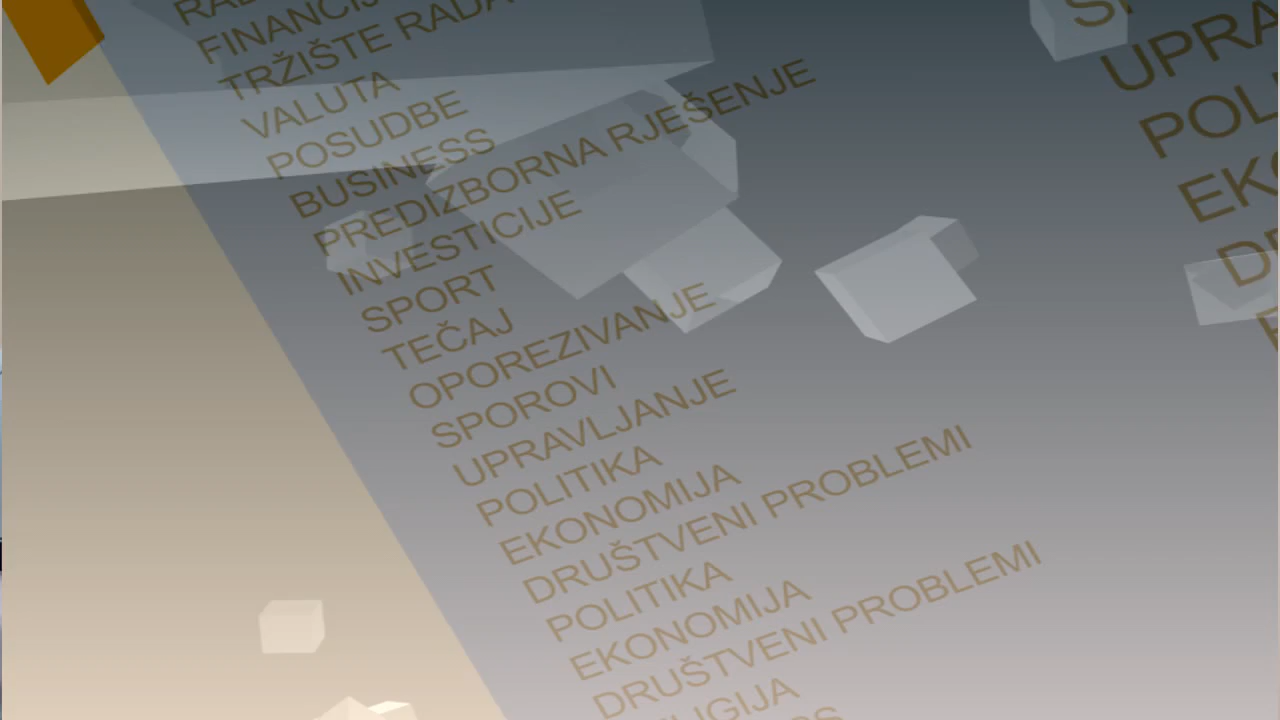 FINANCIJ
TRŽIŠTE RADA
VALUTA
POSUDBE
BUSINESS
PREDIZBORNA RJEŠENJE
INVESTICIJE
SPORT
TEČAJ
OPOREZIVANJE
SPOROVI
UPRAVLJANJE
POLITIKA
EKONOMIJA
DRUŠTVENI PROBLEMI
POLITIKA
EKONOMIJA
DRUŠTVENI PROBLEMI
LIGIJA
UPRA
POL
EKO